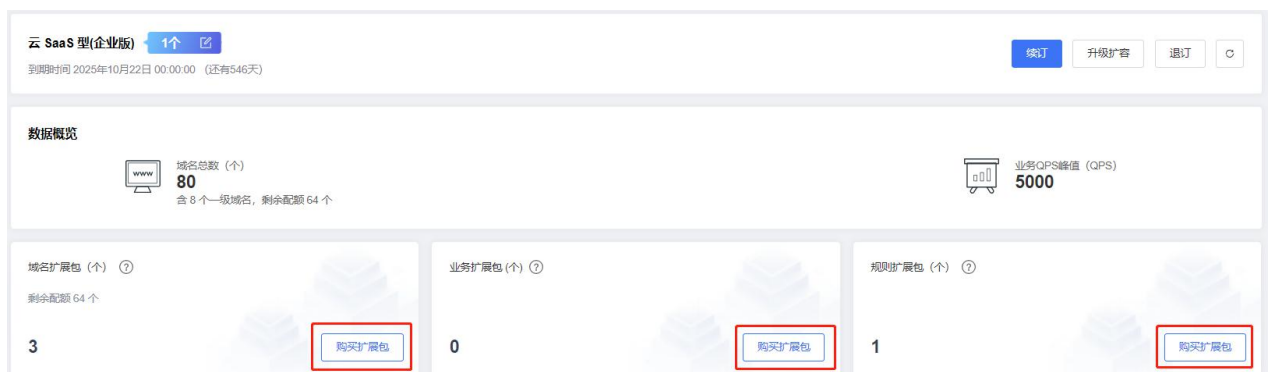 云 SaaS 型(企业版) 1个
到期时间 2025年10月22日 00:00:00 (还有546天)
续订 升级扩容 退订
数据概览
www
域名总数(个)
80
含 8 个一级域名,剩余配额 64 个
业务QPS峰值(QPS)
5000
域名扩展包(个) ?
剩余配额 64 个
3 购买扩展包
业务扩展包(个) ?
0 购买扩展包
规则扩展包(个) ?
1 购买扩展包